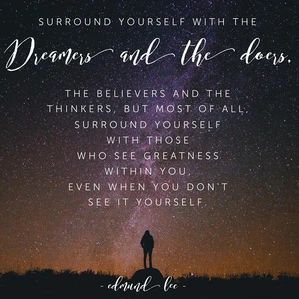 SURROUND YOURSELF WITH THE
Dreamers and the doers,
THE BELIEVERS AND THE
THINKERS, BUT MOST OF ALL,
SURROUND YOURSELF
WITH THOSE
WHO SEE GREATNESS
WITHIN YOU,
EVEN WHEN YOU DON'T
SEE IT YOURSELF.
- edmund lee -